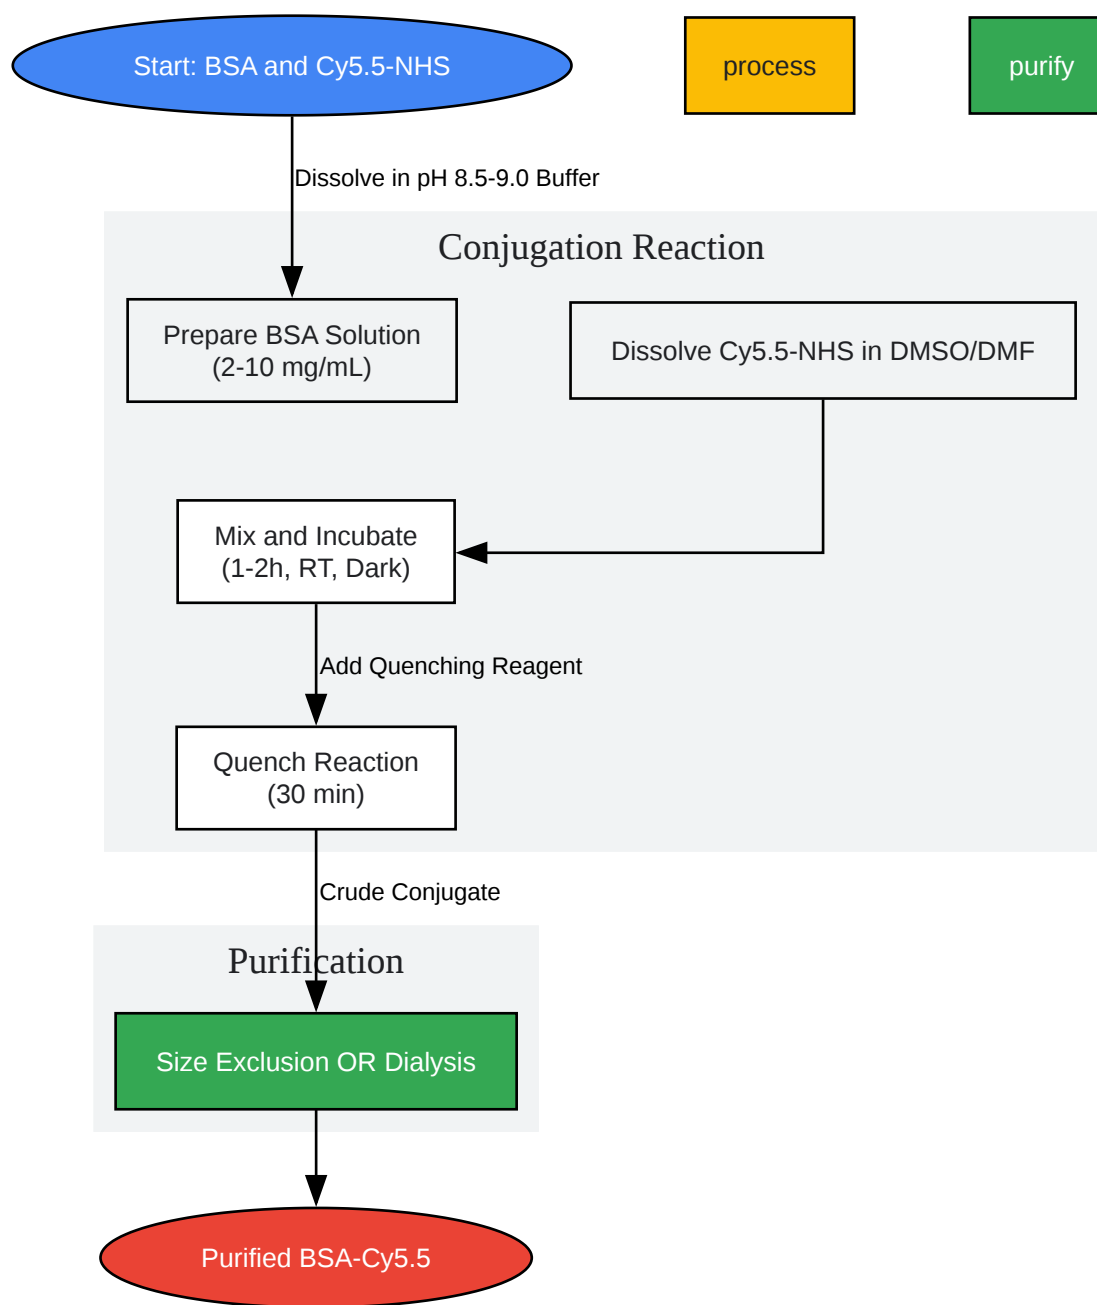 Start: BSA and Cy5.5-NHS
process
purify
Dissolve in pH 8.5-9.0 Buffer
Conjugation Reaction
Prepare BSA Solution
(2-10 mg/mL)
Dissolve Cy5.5-NHS in DMSO/DMF
Mix and Incubate
(1-2h, RT, Dark)
Add Quenching Reagent
Quench Reaction
(30 min)
Crude Conjugate
Purification
Size Exclusion OR Dialysis
Purified BSA-Cy5.5